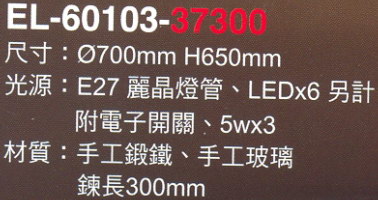 EL-60103-37300
尺寸：Ø700mm H650mm
光源：E27 麗晶燈管、LEDx6 另計
附電子開關、5wx3
材質：手工鍛鐵、手工玻璃
鍊長300mm